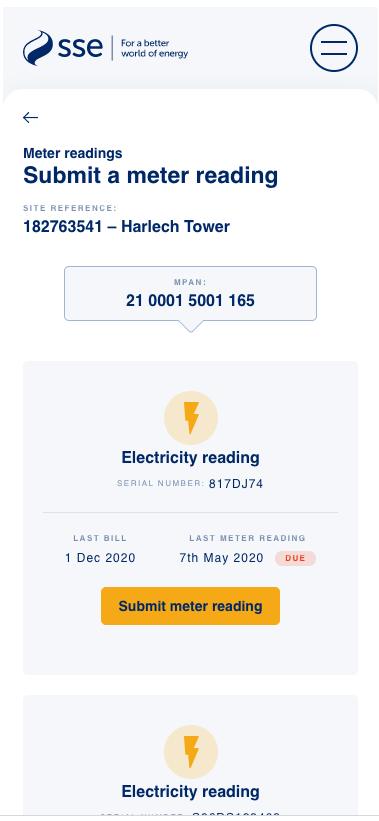 sse
For a better
world of energy
Meter readings
Submit a meter reading
SITE REFERENCE:
182763541 – Harlech Tower
MPAN:
21 0001 5001 165
Electricity reading
SERIAL NUMBER: 817DJ74
LAST BILL LAST METER READING
1 Dec 2020 7th May 2020 DUE
Submit meter reading
Electricity reading